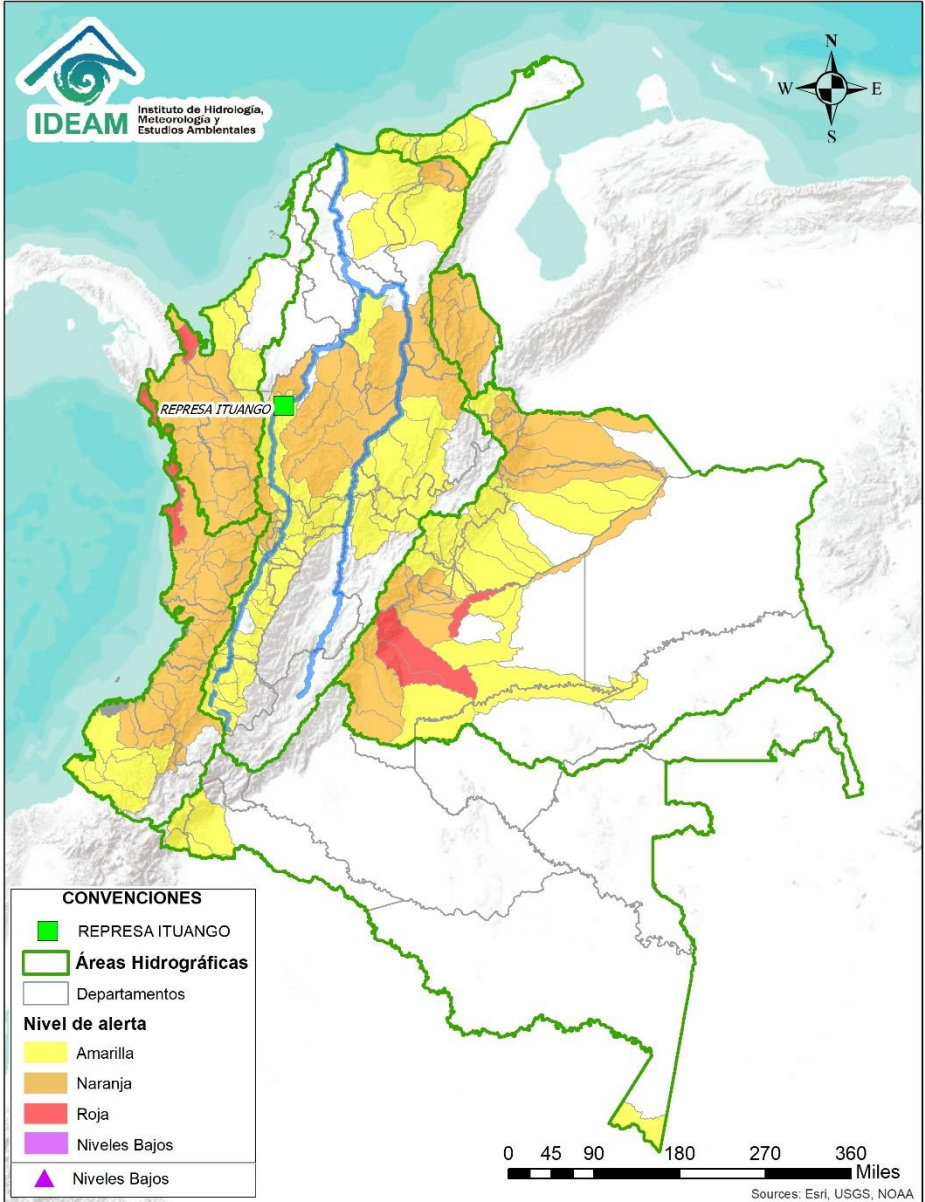 IDEAM
Instituto de Hidrología,
Meteorología y
Estudios Ambientales
N
W
E
S
REPRESA ITUANGO
CONVENCIONES
REPRESA ITUANGO
Áreas Hidrográficas
Departamentos
Nivel de alerta
Amarilla
Naranja
Roja
Niveles Bajos
Niveles Bajos
0 45 90 180 270 360
Miles
Sources: Esri, USGS, NOAA